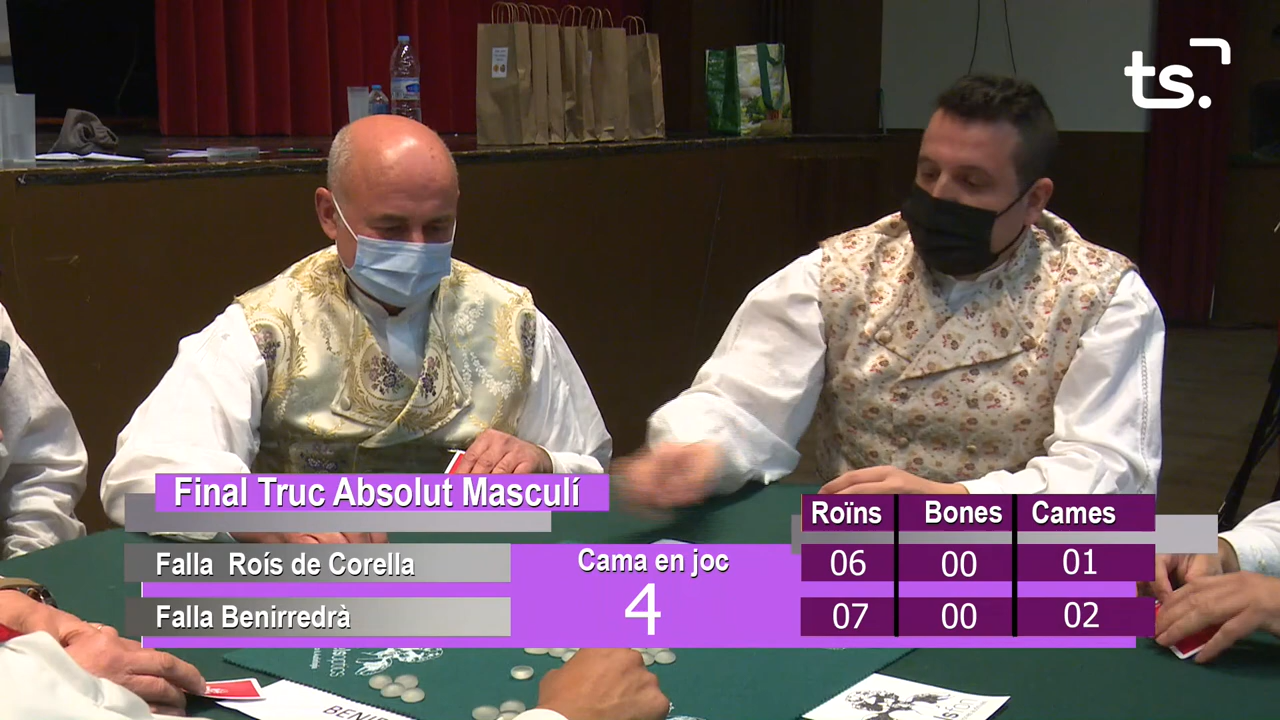 ts.
Final Truc Absolut Masculí
Roïns Bones Cames
Falla Roís de Corella 06 00 01
Cama en joc
4
Falla Benirredrà 07 00 02